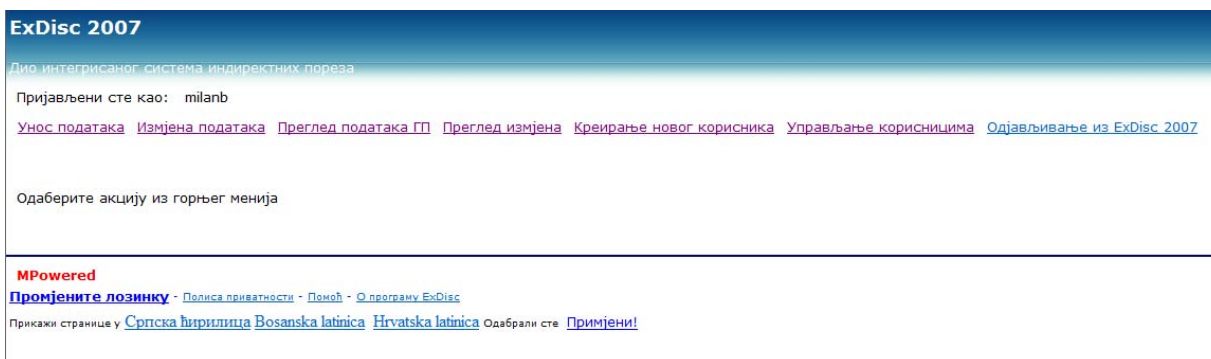 ExDisc 2007
Дио интегрисаног система индиректних пореза
Пријављени сте као: milanb
Унос података Измјена података Преглед података ГП Преглед измјена Креирање новог корисника Управљање корисницима Одјављивање из ExDisc 2007
Одаберите акцију из горњег менија
MPowered
Промјените лозинку - Полиса приватности - Помоћ - О програму ExDisc
Прикажи странице у Српска ћирилица Bosanska latinica Hrvatska latinica Одабрали сте Примјени!